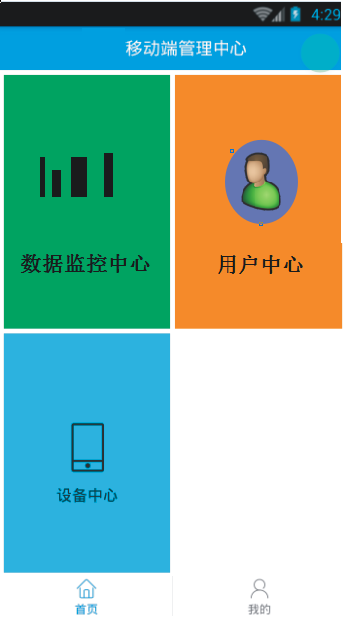 4:29
移动端管理中心
数据监控中心
用户中心
设备中心
首页
我的